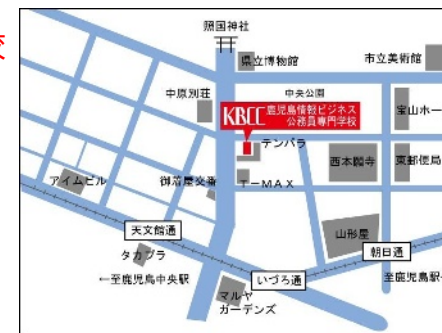 校
照国神社
県立博物館
市立美術館
中原別荘
中央公園
KBCC 鹿児島情報ビジネス
公務員専門学校
宝山ホー
テンパラ
西本願寺
東郵便局
T-MAX
アイムビル
御着屋交番
天文館通
山形屋
朝日通
タカプラ
←至鹿児島中央駅
いづろ通
至鹿児島駅
マルヤ
ガーデンズ